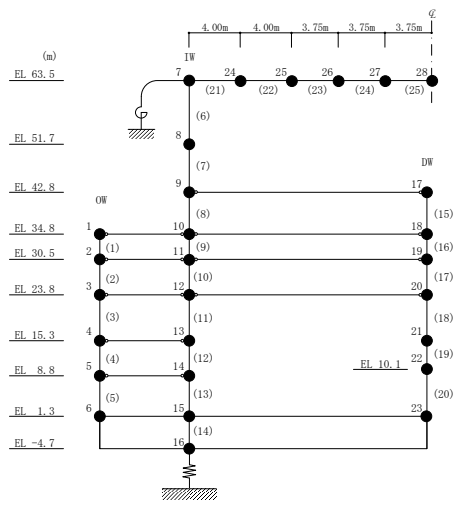 ℄
4.00m 4.00m 3.75m 3.75m 3.75m
(m) IW
EL 63.5 7 24 25 26 27 28
(21) (22) (23) (24) (25)
(6)
EL 51.7 8
(7) DW
EL 42.8 9 17
OW (8) (15)
EL 34.8 1 10 18
(1) (9) (16)
EL 30.5 2 11 19
(2) (10) (17)
EL 23.8 3 12 20
(3) (11) (18)
EL 15.3 4 13 21
(4) (12) (19)
EL 10.1 22
EL 8.8 5 14
(5) (13) (20)
EL 1.3 6 15 23
(14)
EL -4.7 16